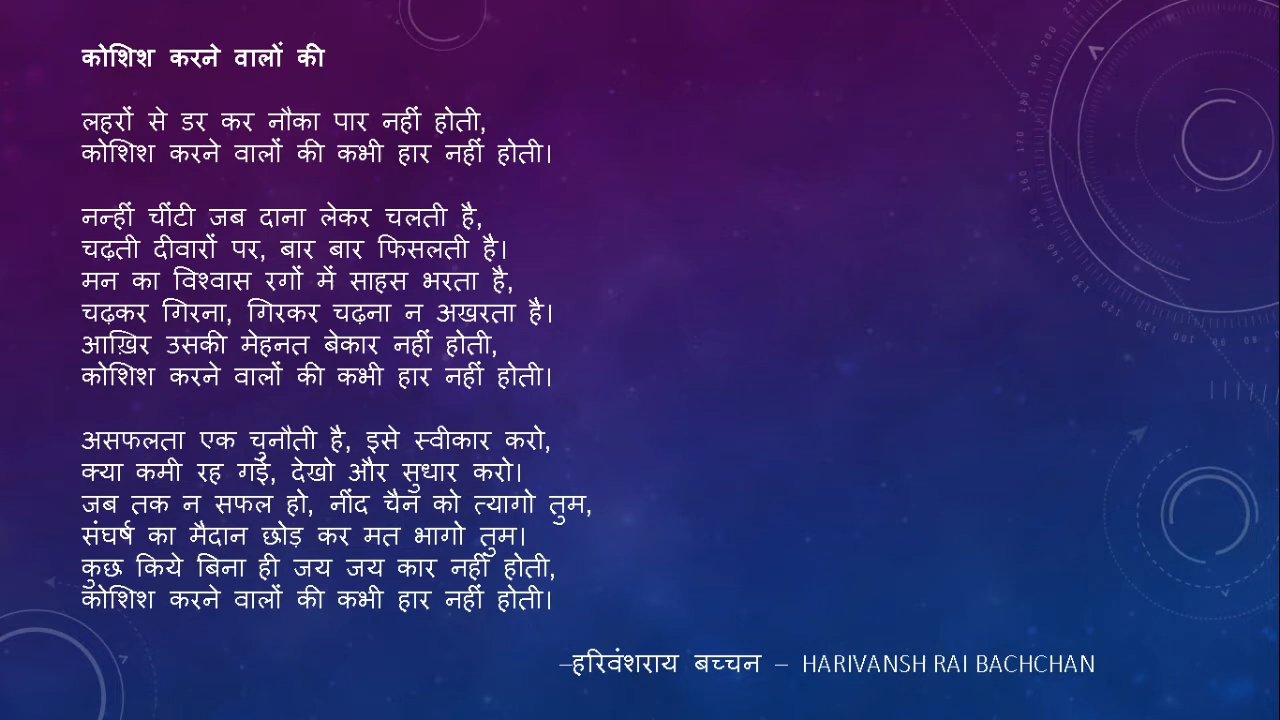 कोशिश करने वालों की
लहरों से डर कर नौका पार नहीं होती,
कोशिश करने वालों की कभी हार नहीं होती।
नन्हीं चींटी जब दाना लेकर चलती है,
चढ़ती दीवारों पर, बार बार फिसलती है।
मन का विश्वास रगों में साहस भरता है,
चढ़कर गिरना, गिरकर चढ़ना न अखरता है।
आख़िर उसकी मेहनत बेकार नहीं होती,
कोशिश करने वालों की कभी हार नहीं होती।
असफलता एक चुनौती है, इसे स्वीकार करो,
क्या कमी रह गई, देखो और सुधार करो।
जब तक न सफल हो, नींद चैन को त्यागो तुम,
संघर्ष का मैदान छोड़ कर मत भागो तुम।
कुछ किये बिना ही जय जय कार नहीं होती,
कोशिश करने वालों की कभी हार नहीं होती।
–हरिवंशराय बच्चन – HARIVANSH RAI BACHCHAN